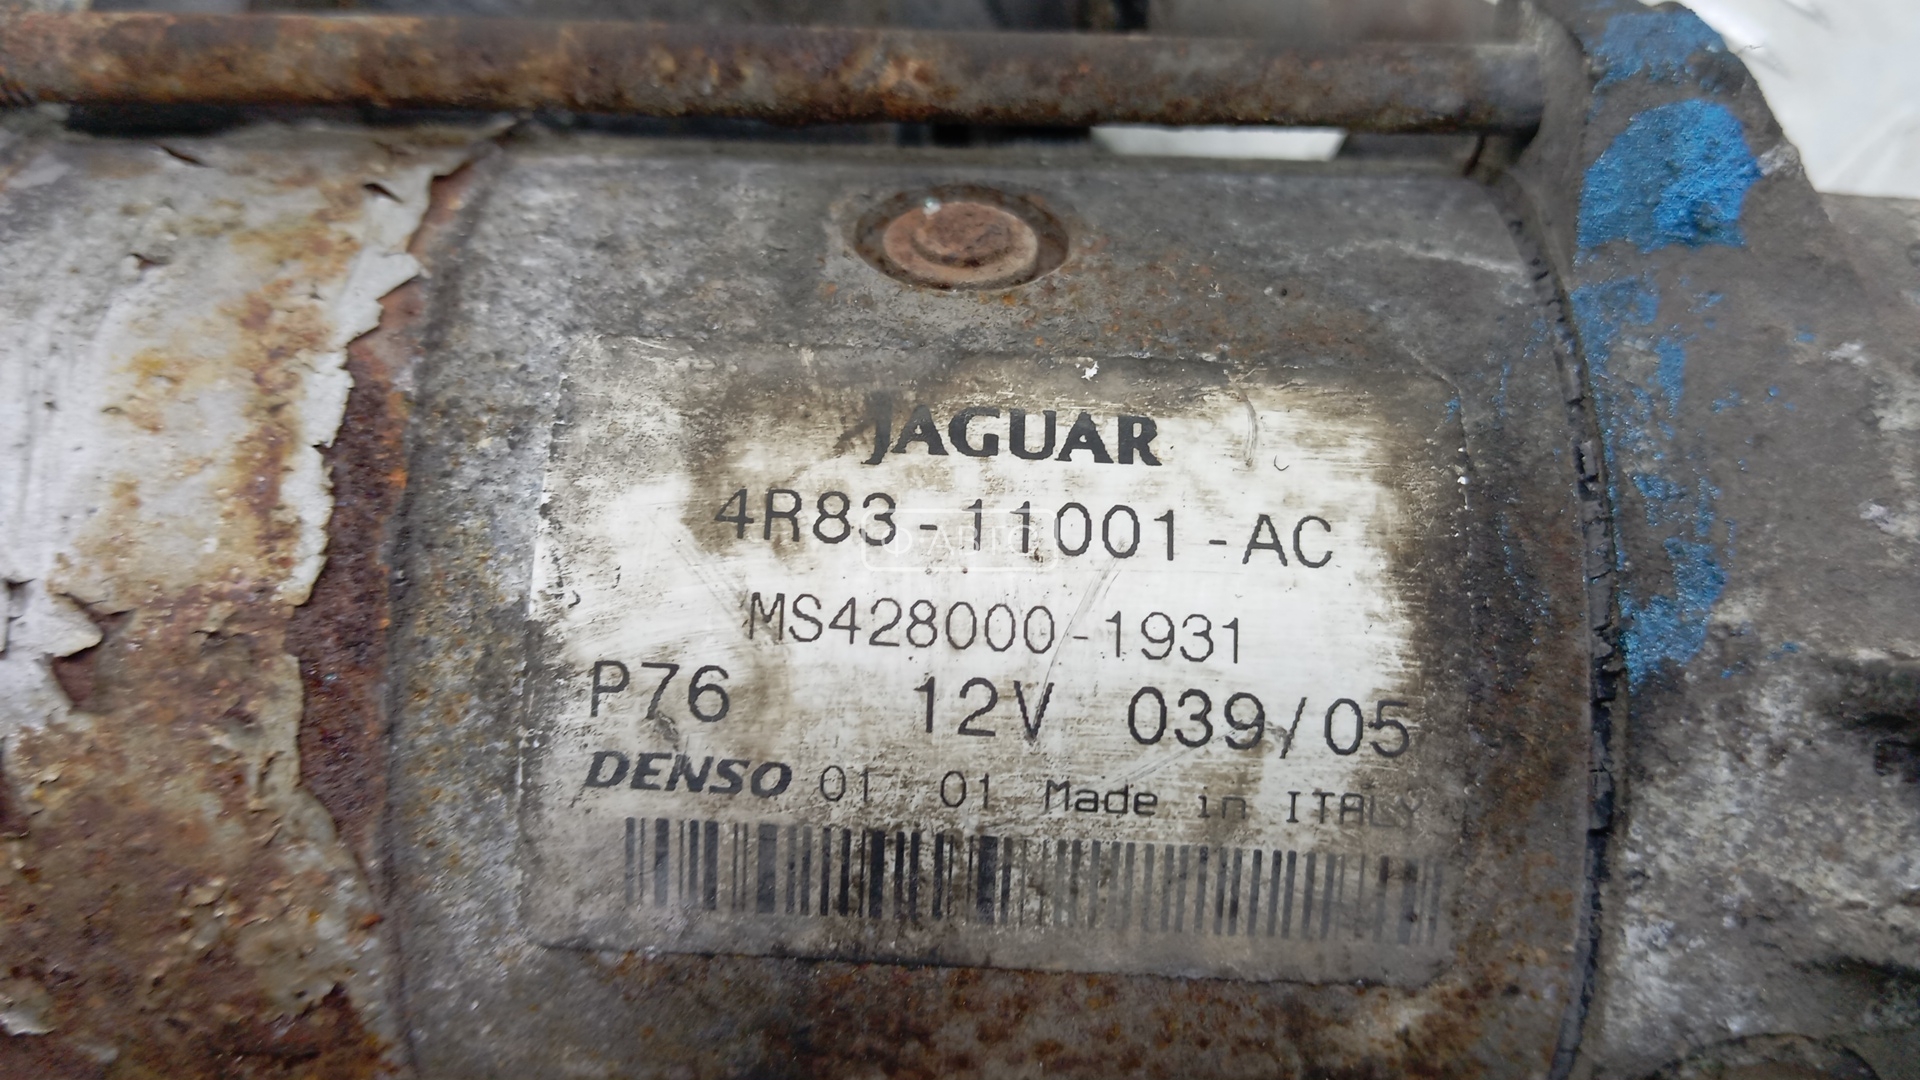 JAGUAR
4R83-11001-AC
MS428000-1931
P76 12V 039/05
DENSO 01 01 Made in ITALY